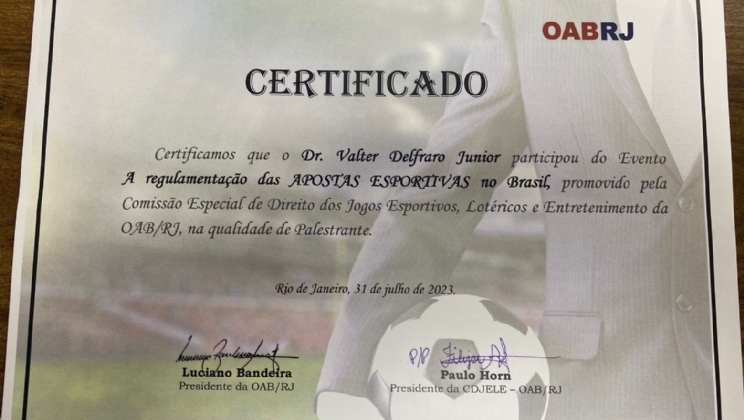 OABRJ
CERTIFICADO
Certificamos que o Dr. Valter Delfraro Junior participou do Evento
A regulamentação das APOSTAS ESPORTIVAS no Brasil, promovido pela
Comissão Especial de Direito dos Jogos Esportivos, Lotéricos e Entretenimento da
OAB/RJ, na qualidade de Palestrante.
Rio de Janeiro, 31 de julho de 2023.
P/P
Luciano Bandeira
Presidente da OAB/RJ
Paulo Horn
Presidente da CDJELE – OAB/RJ